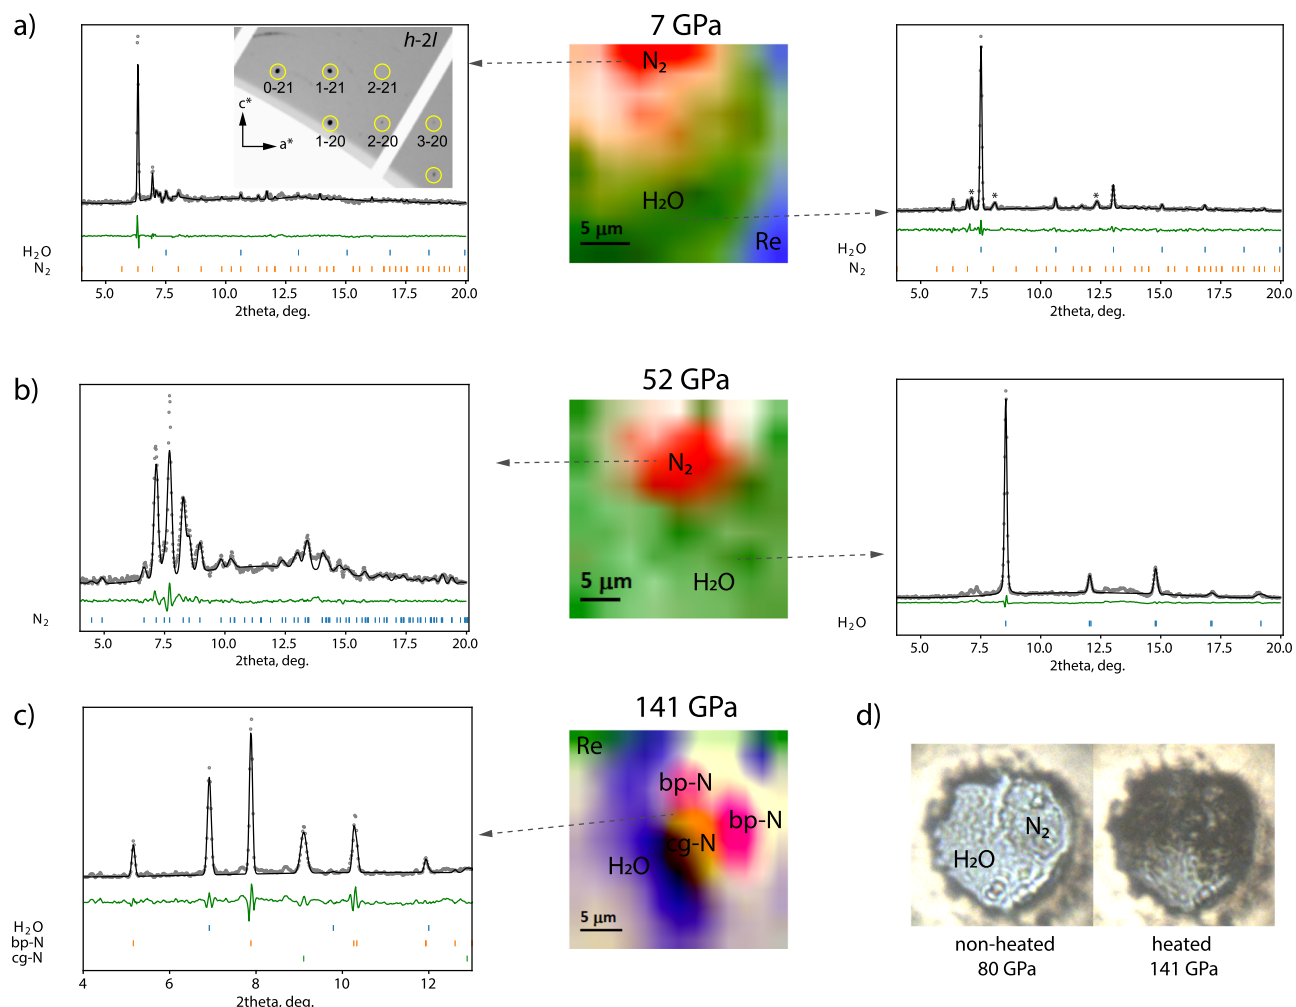 a)
h-2l
0-21 1-21 2-21
c*
1-20 2-20 3-20
a*
H₂O
N₂
5.0 7.5 10.0 12.5 15.0 17.5 20.0
2theta, deg.
7 GPa
N₂
H₂O
5 μm
Re
* * *
H₂O
N₂
5.0 7.5 10.0 12.5 15.0 17.5 20.0
2theta, deg.
b)
N₂
5.0 7.5 10.0 12.5 15.0 17.5 20.0
2theta, deg.
52 GPa
N₂
5 μm
H₂O
H₂O
5.0 7.5 10.0 12.5 15.0 17.5 20.0
2theta, deg.
c)
H₂O
bp-N
cg-N
4 6 8 10 12
2theta, deg.
141 GPa
Re
bp-N
bp-N
cg-N
H₂O
5 μm
d)
N₂
H₂O
non-heated
80 GPa
heated
141 GPa